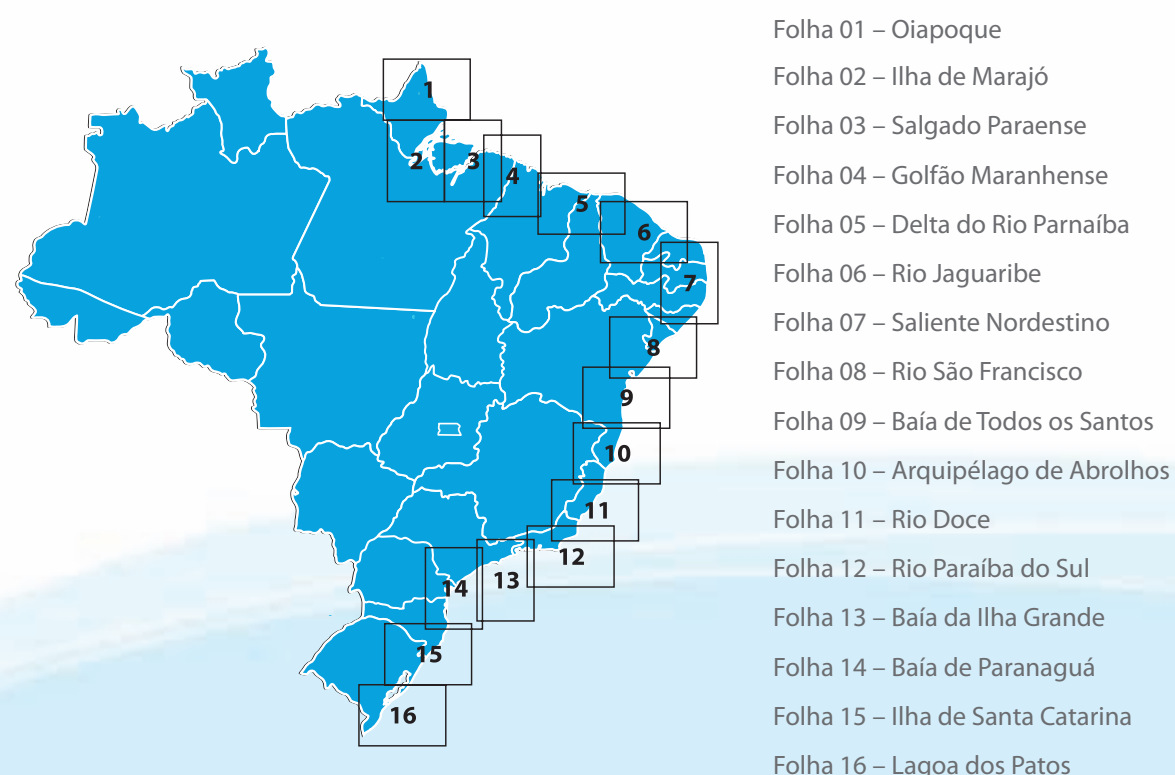 Folha 01 – Oiapoque
Folha 02 – Ilha de Marajó
Folha 03 – Salgado Paraense
Folha 04 – Golfão Maranhense
Folha 05 – Delta do Rio Parnaíba
Folha 06 – Rio Jaguaribe
Folha 07 – Saliente Nordestino
Folha 08 – Rio São Francisco
Folha 09 – Baía de Todos os Santos
Folha 10 – Arquipélago de Abrolhos
Folha 11 – Rio Doce
Folha 12 – Rio Paraíba do Sul
Folha 13 – Baía da Ilha Grande
Folha 14 – Baía de Paranaguá
Folha 15 – Ilha de Santa Catarina
Folha 16 – Lagoa dos Patos
1
2
3
4
5
6
7
8
9
10
11
12
13
14
15
16